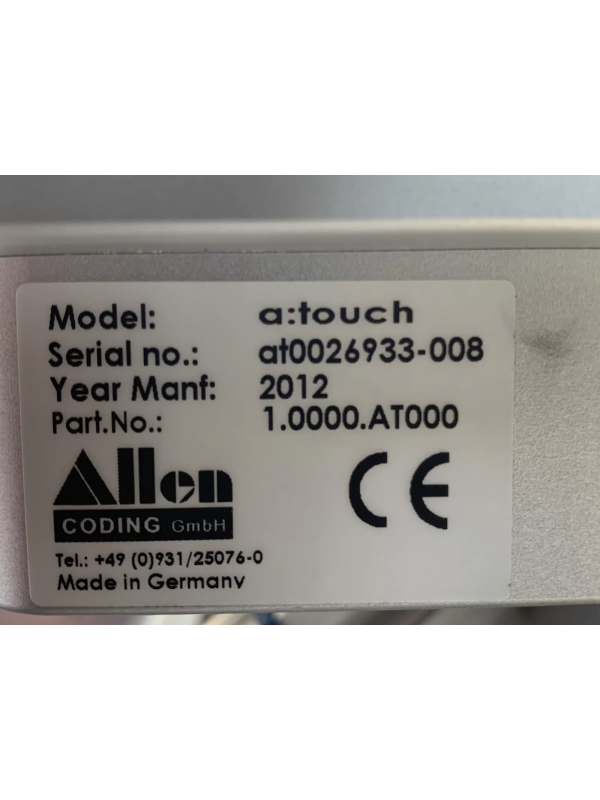 Model: a:touch
Serial no.: at0026933-008
Year Manf: 2012
Part.No.: 1.0000.AT000
Allen
CODING GmbH
CE
Tel.: +49 (0)931/25076-0
Made in Germany